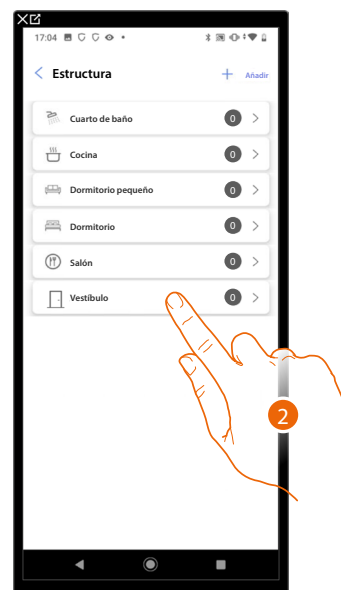 17:04
Estructura
+ Añadir
Cuarto de baño 0
Cocina 0
Dormitorio pequeño 0
Dormitorio 0
Salón 0
Vestíbulo 0
2